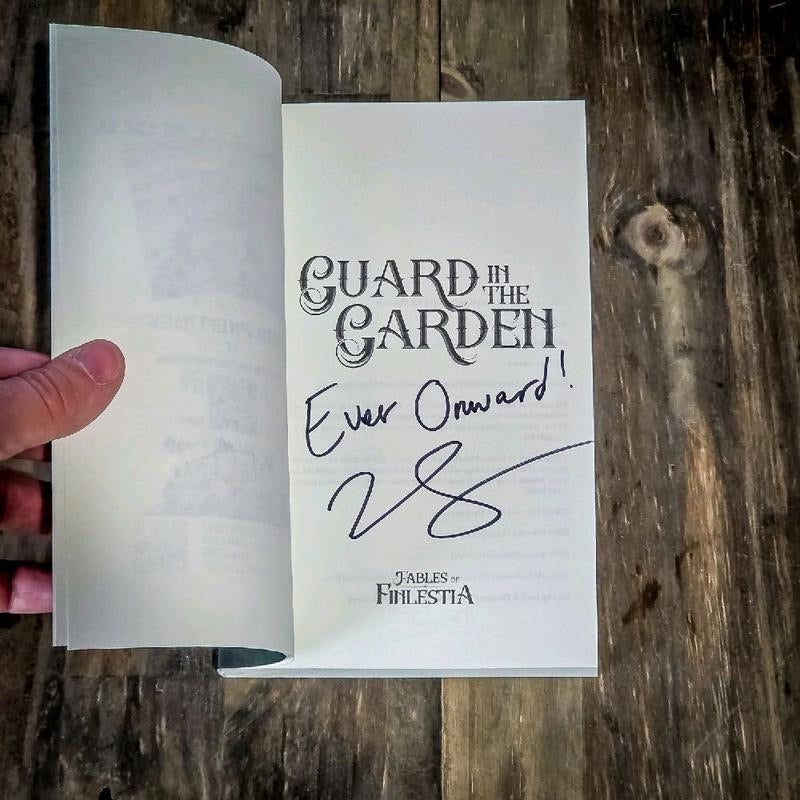 GUARD IN THE
GARDEN
Ever Onward!
FABLES OF
FINLESTIA